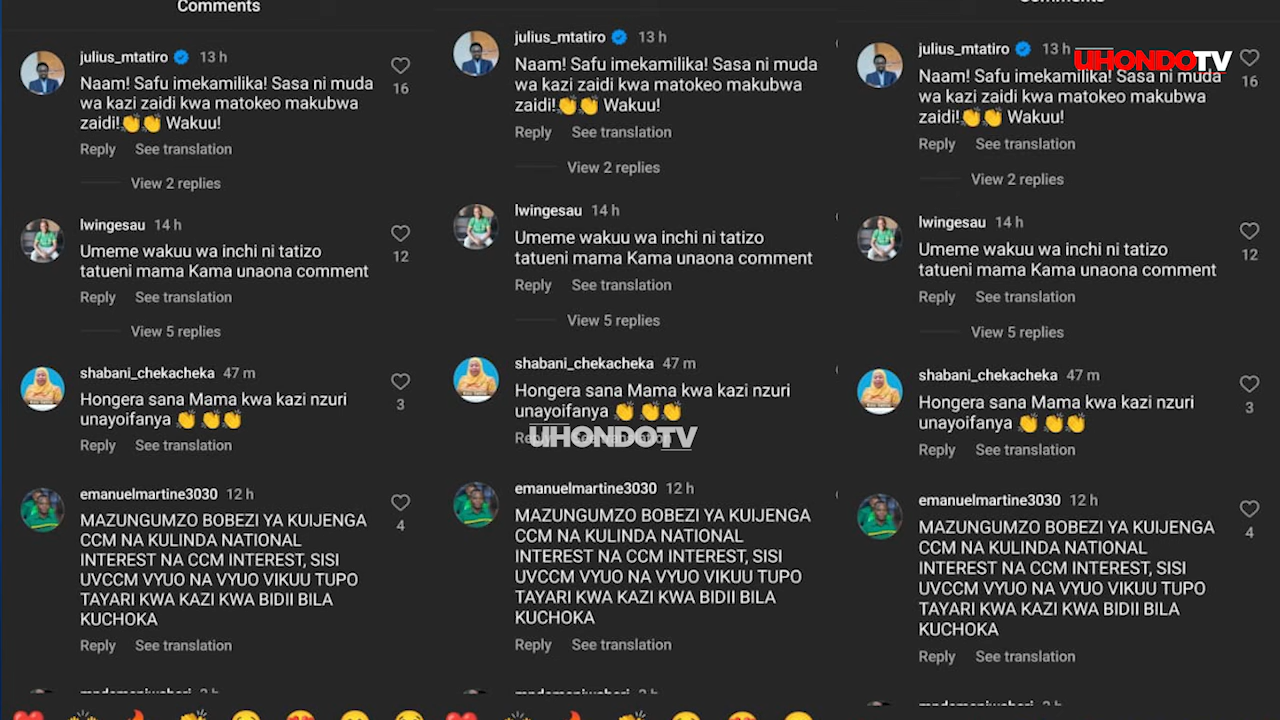 Comments
julius_mtatiro 13 h
Naam! Safu imekamilika! Sasa ni muda
wa kazi zaidi kwa matokeo makubwa
zaidi!👏👏 Wakuu!
16
Reply See translation
View 2 replies
lwingesau 14 h
Umeme wakuu wa inchi ni tatizo
tatueni mama Kama unaona comment
12
Reply See translation
View 5 replies
shabani_chekacheka 47 m
Hongera sana Mama kwa kazi nzuri
unayoifanya 👏 👏👏
3
Reply See translation
emanuelmartine3030 12 h
MAZUNGUMZO BOBEZI YA KUIJENGA
CCM NA KULINDA NATIONAL
INTEREST NA CCM INTEREST, SISI
UVCCM VYUO NA VYUO VIKUU TUPO
TAYARI KWA KAZI KWA BIDII BILA
KUCHOKA
4
Reply See translation
julius_mtatiro 13 h
Naam! Safu imekamilika! Sasa ni muda
wa kazi zaidi kwa matokeo makubwa
zaidi!👏👏 Wakuu!
Reply See translation
View 2 replies
lwingesau 14 h
Umeme wakuu wa inchi ni tatizo
tatueni mama Kama unaona comment
Reply See translation
View 5 replies
shabani_chekacheka 47 m
Hongera sana Mama kwa kazi nzuri
unayoifanya 👏 👏👏
Reply See translation
UHONDOTV
emanuelmartine3030 12 h
MAZUNGUMZO BOBEZI YA KUIJENGA
CCM NA KULINDA NATIONAL
INTEREST NA CCM INTEREST, SISI
UVCCM VYUO NA VYUO VIKUU TUPO
TAYARI KWA KAZI KWA BIDII BILA
KUCHOKA
Reply See translation
Comments
UHONDOTV
julius_mtatiro 13 h
Naam! Safu imekamilika! Sasa ni muda
wa kazi zaidi kwa matokeo makubwa
zaidi!👏👏 Wakuu!
16
Reply See translation
View 2 replies
lwingesau 14 h
Umeme wakuu wa inchi ni tatizo
tatueni mama Kama unaona comment
12
Reply See translation
View 5 replies
shabani_chekacheka 47 m
Hongera sana Mama kwa kazi nzuri
unayoifanya 👏 👏👏
3
Reply See translation
emanuelmartine3030 12 h
MAZUNGUMZO BOBEZI YA KUIJENGA
CCM NA KULINDA NATIONAL
INTEREST NA CCM INTEREST, SISI
UVCCM VYUO NA VYUO VIKUU TUPO
TAYARI KWA KAZI KWA BIDII BILA
KUCHOKA
4
Reply See translation